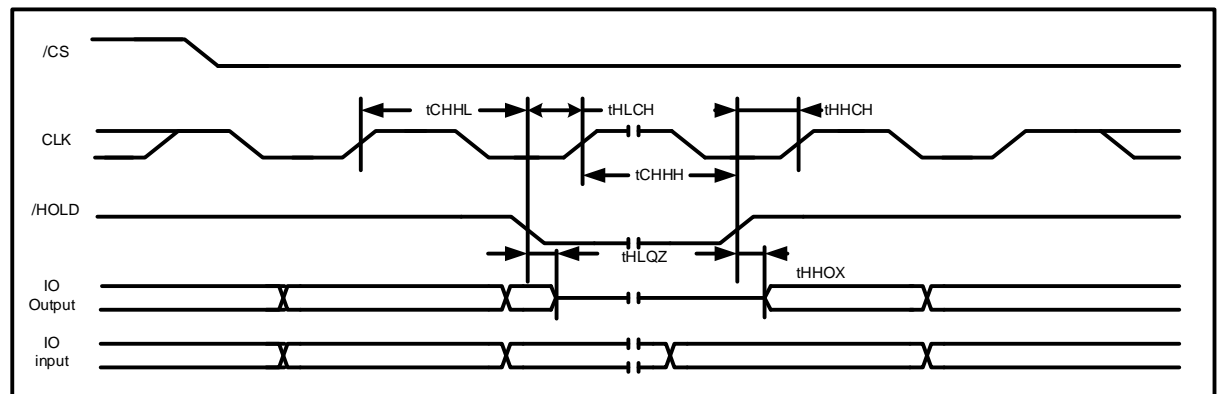 /CS
tCHHL
tHLCH
tHHCH
CLK
tCHHH
/HOLD
tHLQZ
tHHOX
IO
Output
IO
input